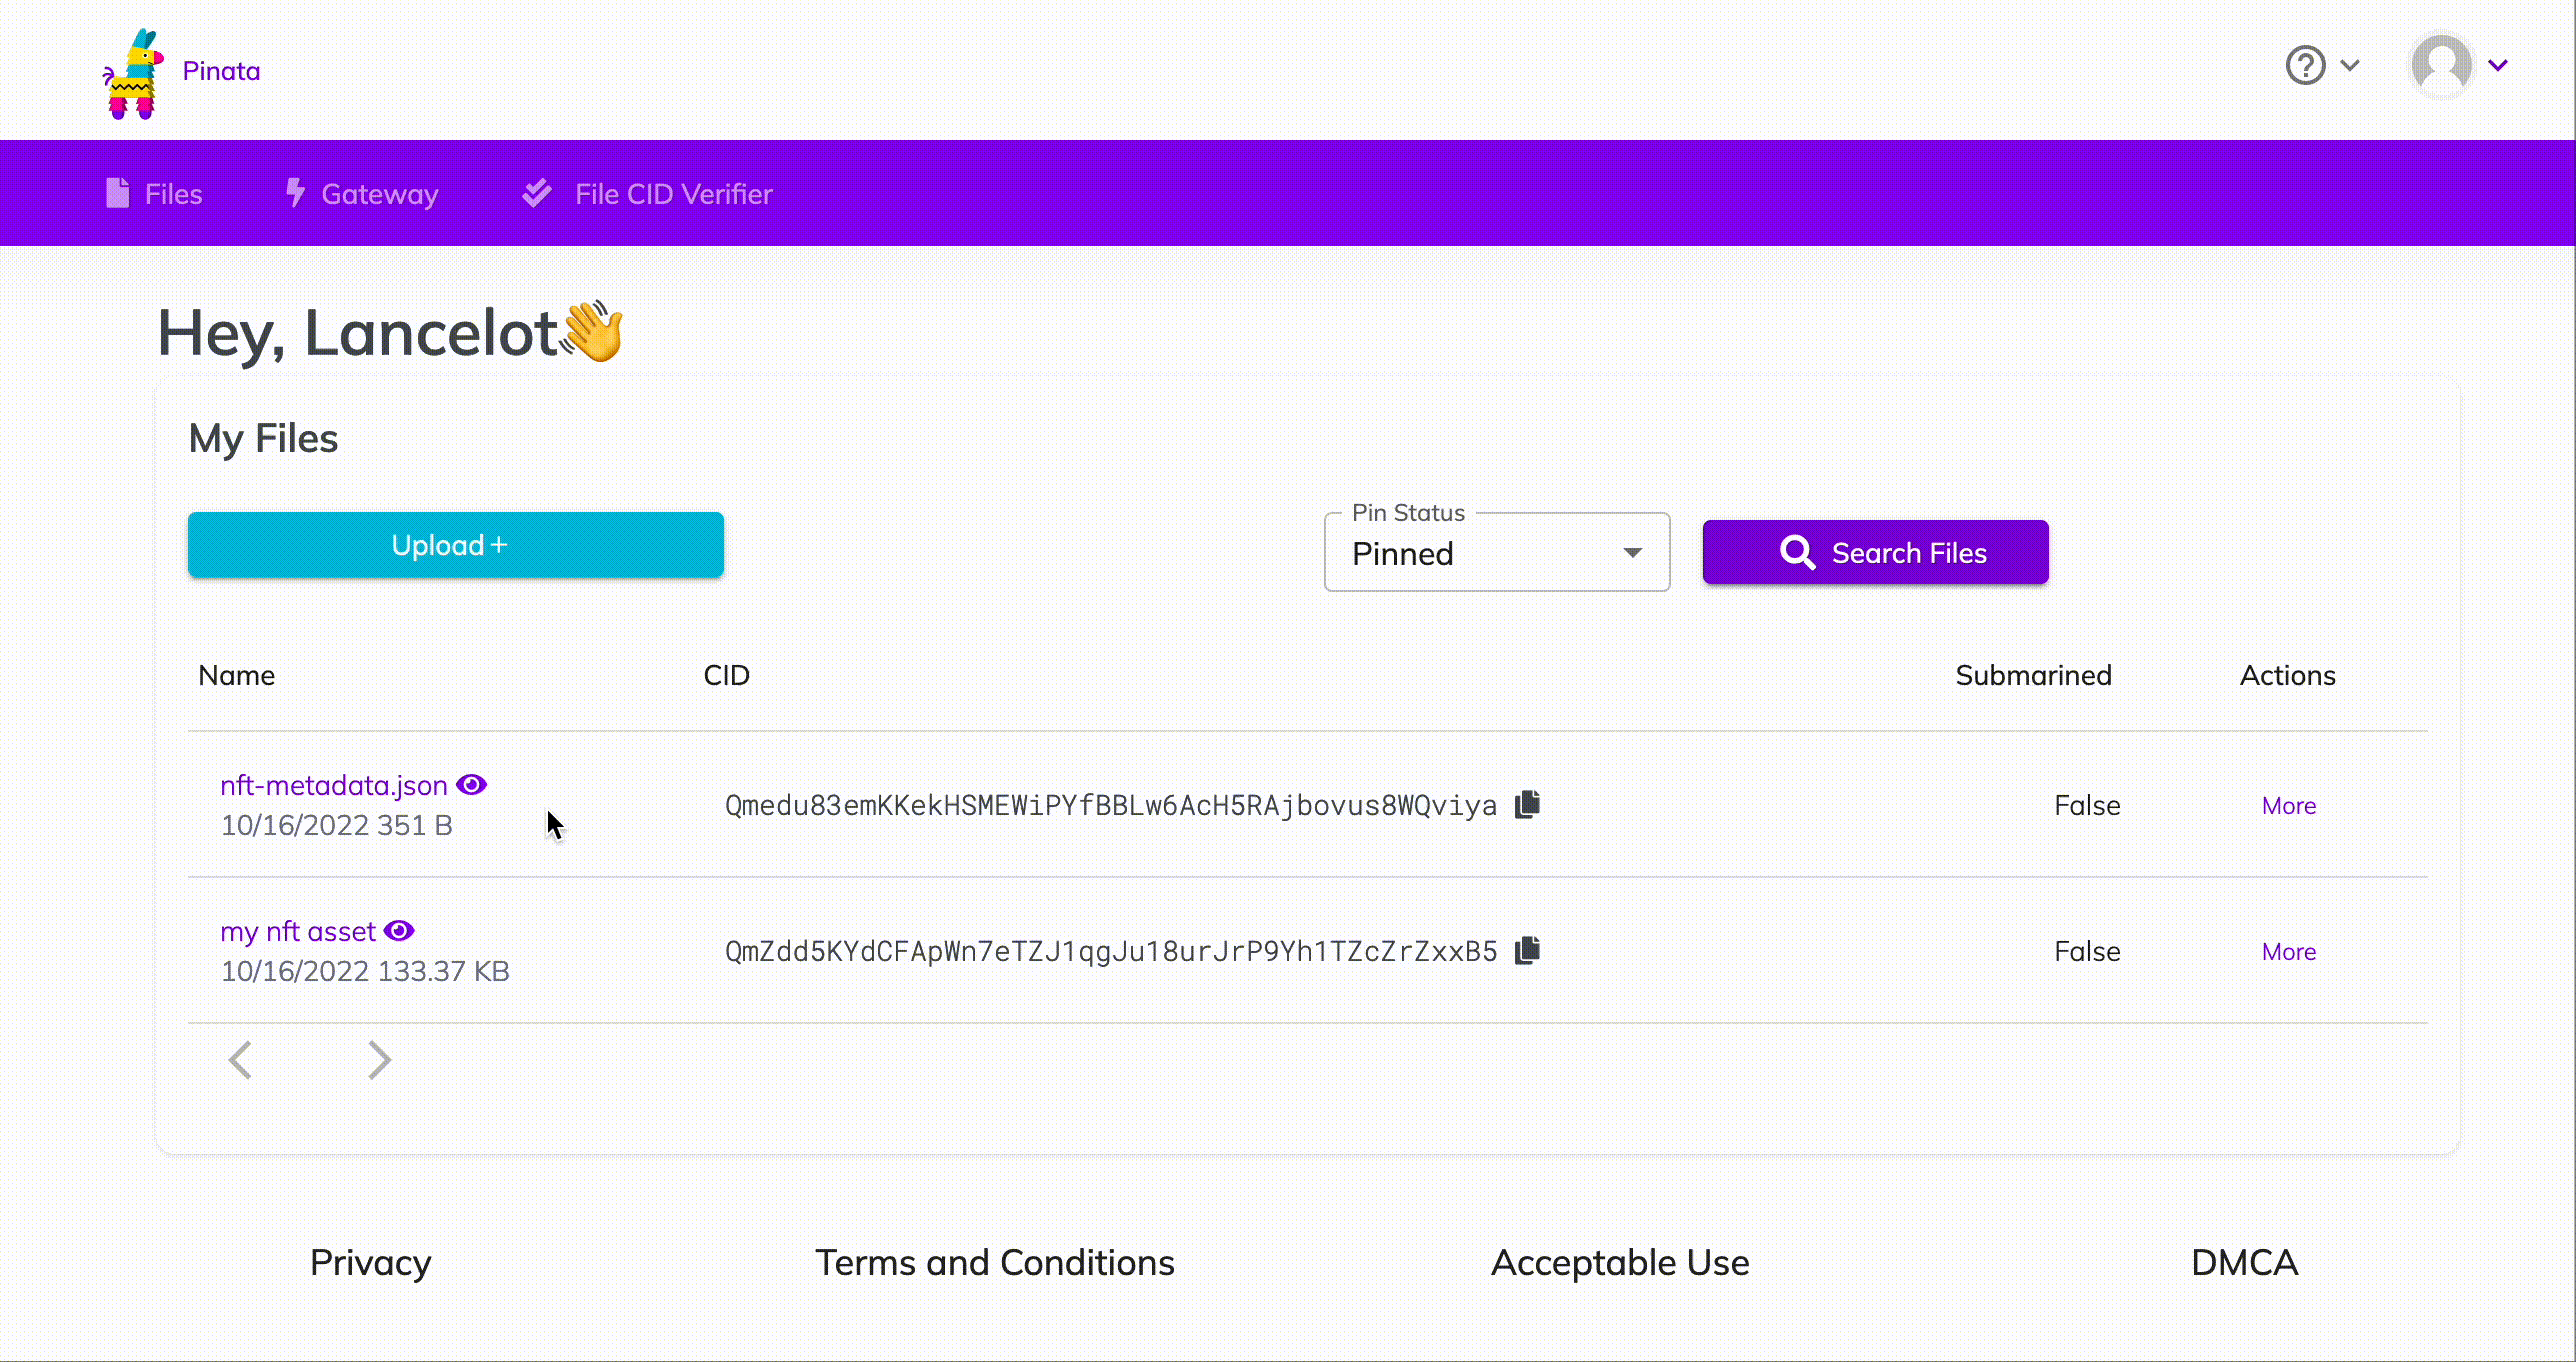 Pinata
Files Gateway File CID Verifier
Hey, Lancelot👋
My Files
Upload+
Pin Status
Pinned
Search Files
Name CID Submarined Actions
nft-metadata.json
10/16/2022 351 B
Qmedu83emKKekHSMEWiPYfBBLw6AcH5RAjbovus8WQviya
False
More
my nft asset
10/16/2022 133.37 KB
QmZdd5KYdCFApWn7eTZJ1qgJu18urJrP9Yh1TZcZrZxxB5
False
More
Privacy Terms and Conditions Acceptable Use DMCA